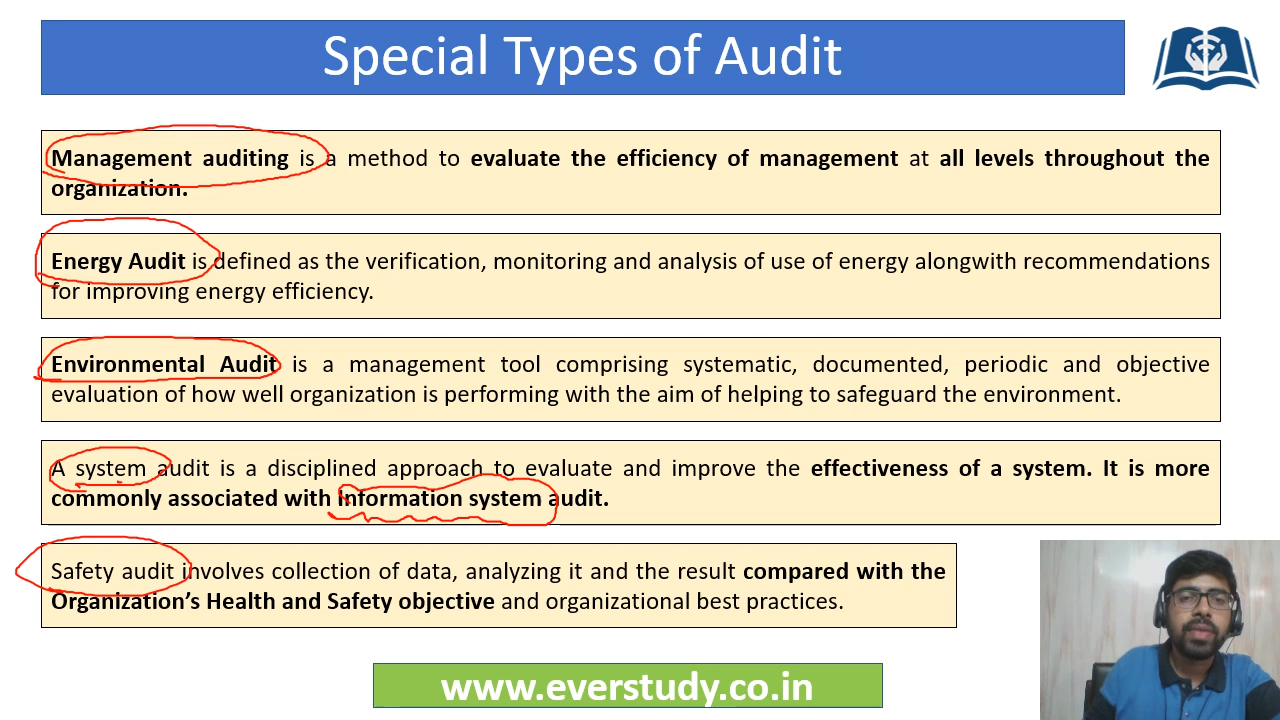 Special Types of Audit
Management auditing is a method to evaluate the efficiency of management at all levels throughout the
organization.
Energy Audit is defined as the verification, monitoring and analysis of use of energy alongwith recommendations
for improving energy efficiency.
Environmental Audit is a management tool comprising systematic, documented, periodic and objective
evaluation of how well organization is performing with the aim of helping to safeguard the environment.
A system audit is a disciplined approach to evaluate and improve the effectiveness of a system. It is more
commonly associated with information system audit.
Safety audit involves collection of data, analyzing it and the result compared with the
Organization’s Health and Safety objective and organizational best practices.
www.everstudy.co.in